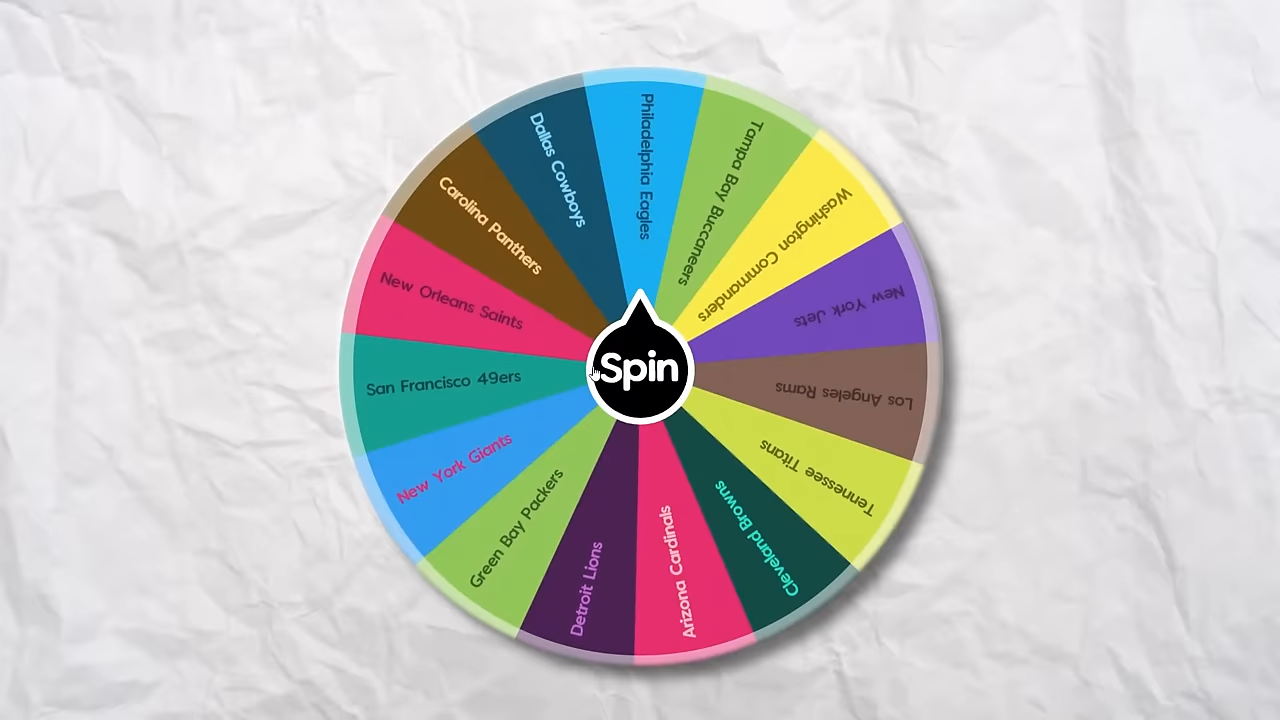 Philadelphia Eagles
Tampa Bay Buccaneers
Washington Commanders
New York Jets
Los Angeles Rams
Tennessee Titans
Cleveland Browns
Arizona Cardinals
Detroit Lions
Green Bay Packers
New York Giants
San Francisco 49ers
New Orleans Saints
Carolina Panthers
Dallas Cowboys
Spin